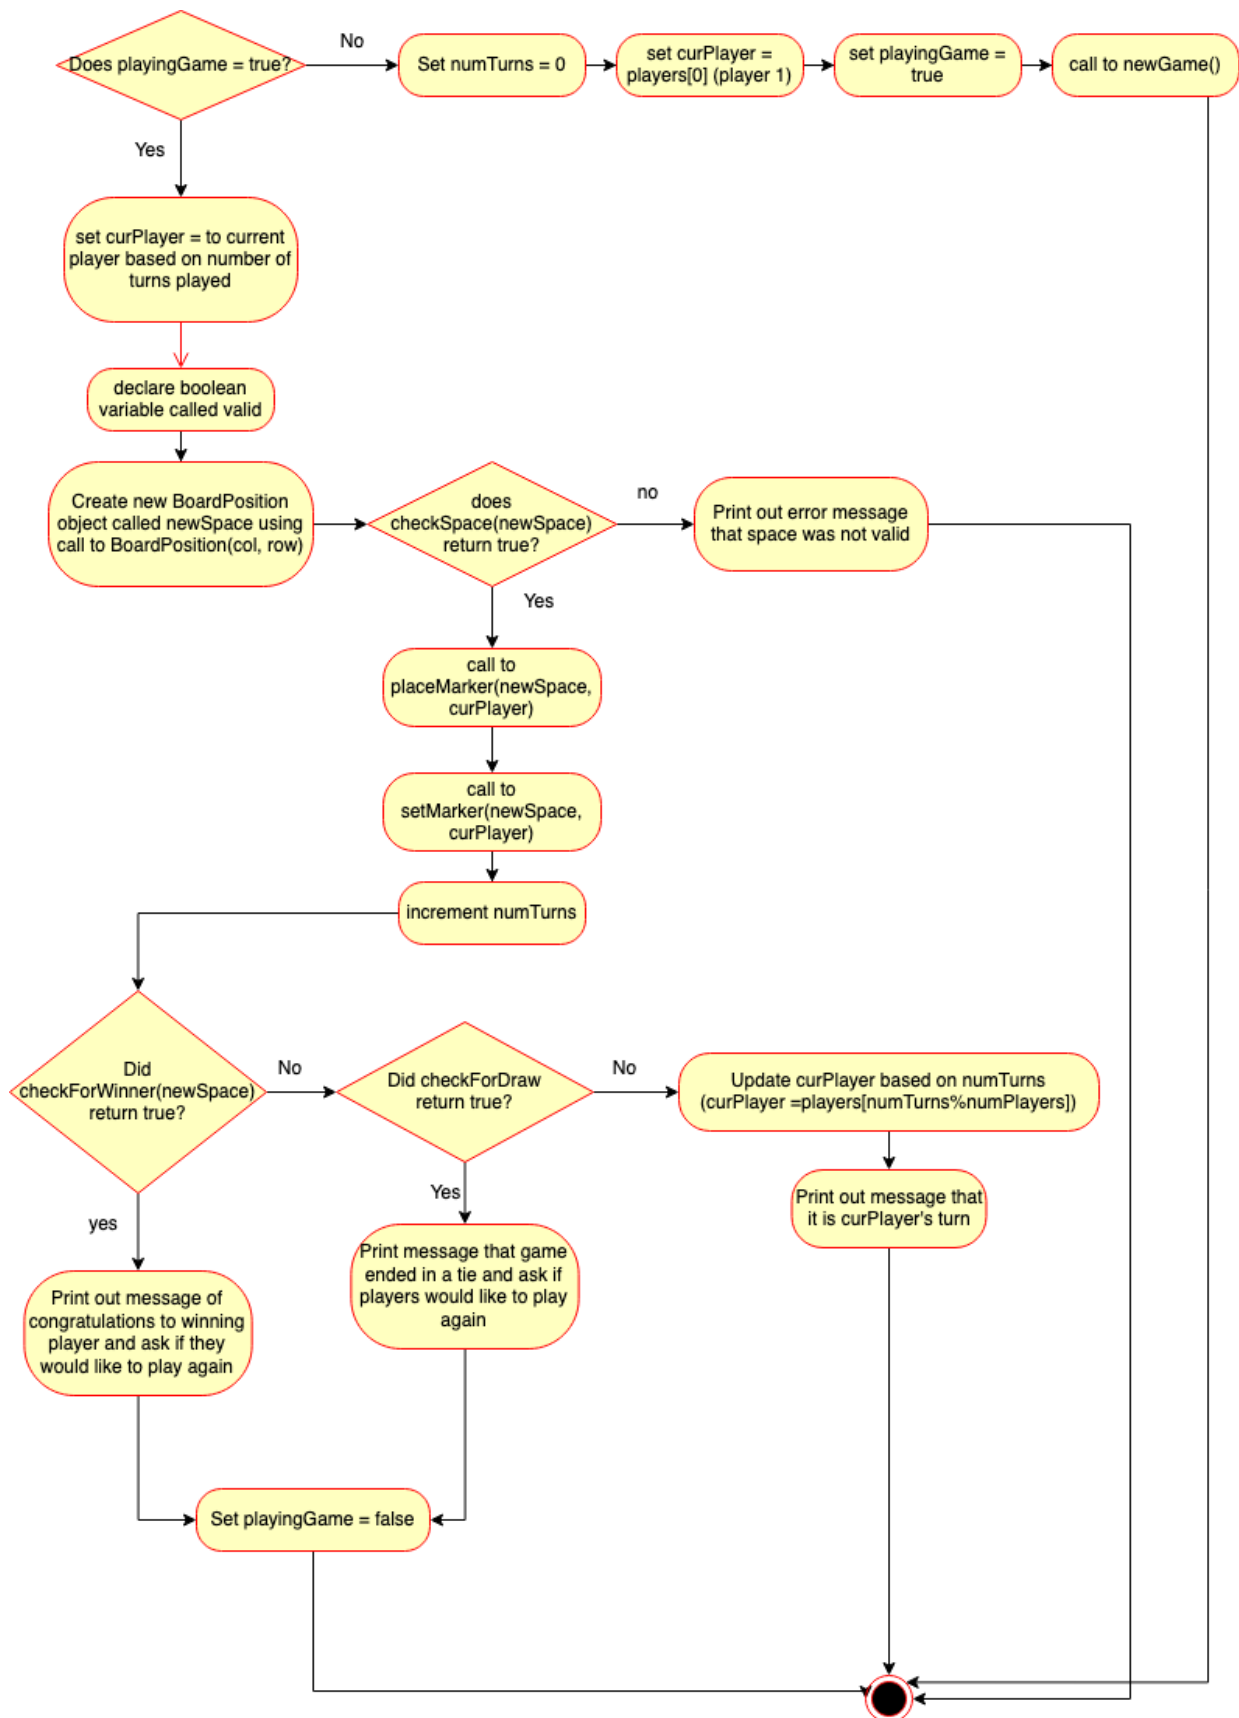 Does playingGame = true?
No
Set numTurns = 0
set curPlayer =
players[0] (player 1)
set playingGame =
true
call to newGame()
Yes
set curPlayer = to current
player based on number of
turns played
declare boolean
variable called valid
Create new BoardPosition
object called newSpace using
call to BoardPosition(col, row)
does
checkSpace(newSpace)
return true?
no
Print out error message
that space was not valid
Yes
call to
placeMarker(newSpace,
curPlayer)
call to
setMarker(newSpace,
curPlayer)
increment numTurns
Did
checkForWinner(newSpace)
return true?
No
Did checkForDraw
return true?
No
Update curPlayer based on numTurns
(curPlayer =players[numTurns%numPlayers])
Print out message that
it is curPlayer's turn
yes
Yes
Print out message of
congratulations to winning
player and ask if they
would like to play again
Print message that game
ended in a tie and ask if
players would like to play
again
Set playingGame = false